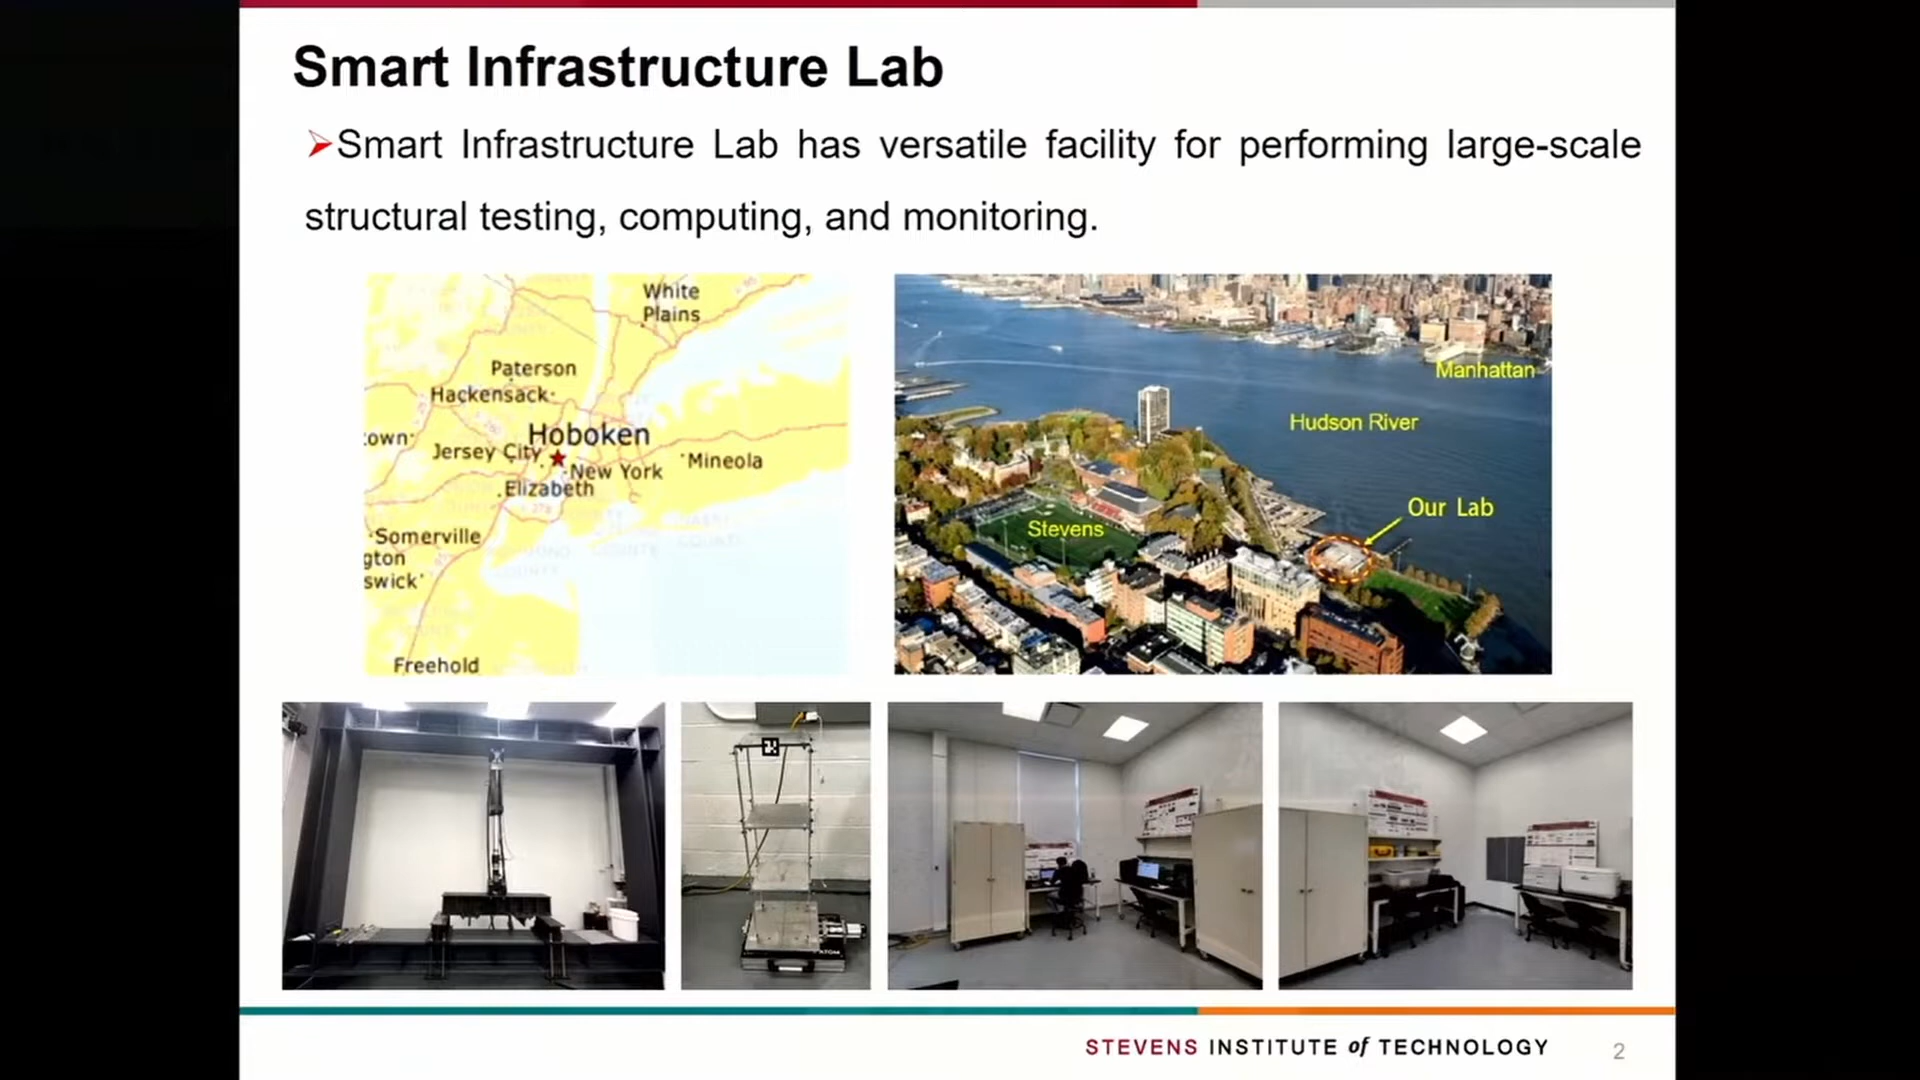 Smart Infrastructure Lab
➢Smart Infrastructure Lab has versatile facility for performing large-scale
structural testing, computing, and monitoring.
White
Plains
Paterson
Hackensack
Hoboken
town
Jersey City
New York
Mineola
Elizabeth
Somerville
gton
swick
Freehold
Manhattan
Hudson River
Our Lab
Stevens
STEVENS INSTITUTE of TECHNOLOGY
2